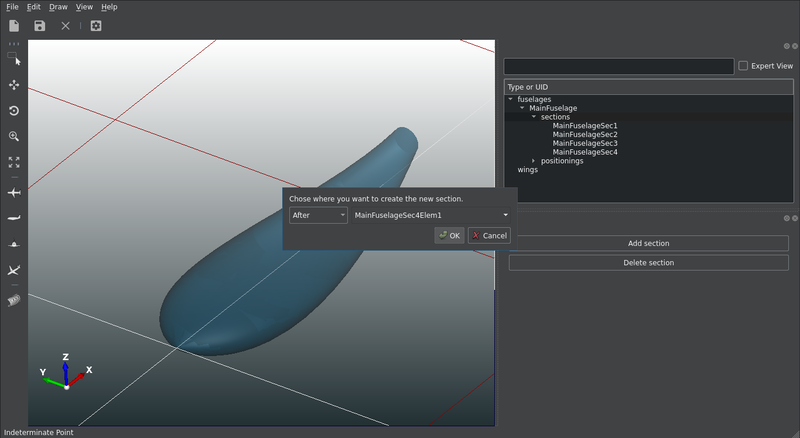 File Edit Draw View Help
Expert View
Type or UID
fuselages
MainFuselage
sections
MainFuselageSec1
MainFuselageSec2
MainFuselageSec3
MainFuselageSec4
positionings
wings
Chose where you want to create the new section.
After MainFuselageSec4Elem1
OK Cancel
Add section
Delete section
Z
Y X
Indeterminate Point